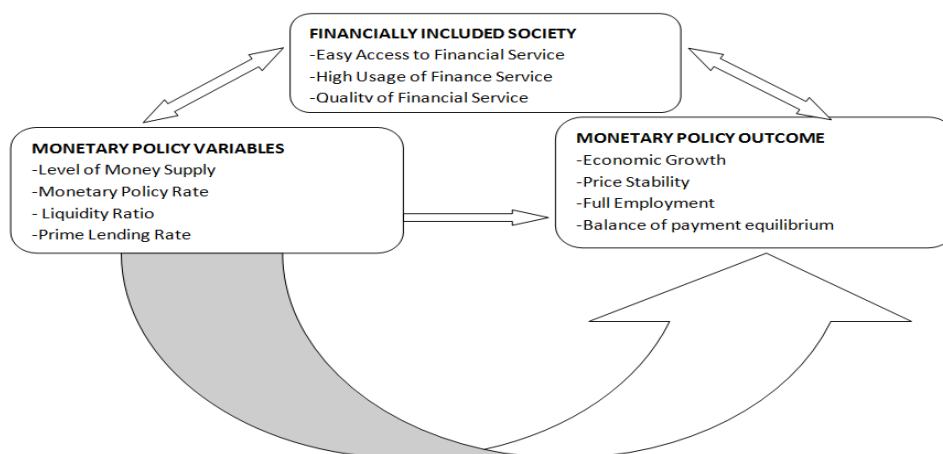 FINANCIALLY INCLUDED SOCIETY
-Easy Access to Financial Service
-High Usage of Finance Service
-Quality of Financial Service
MONETARY POLICY VARIABLES
-Level of Money Supply
-Monetary Policy Rate
- Liquidity Ratio
-Prime Lending Rate
MONETARY POLICY OUTCOME
-Economic Growth
-Price Stability
-Full Employment
-Balance of payment equilibrium